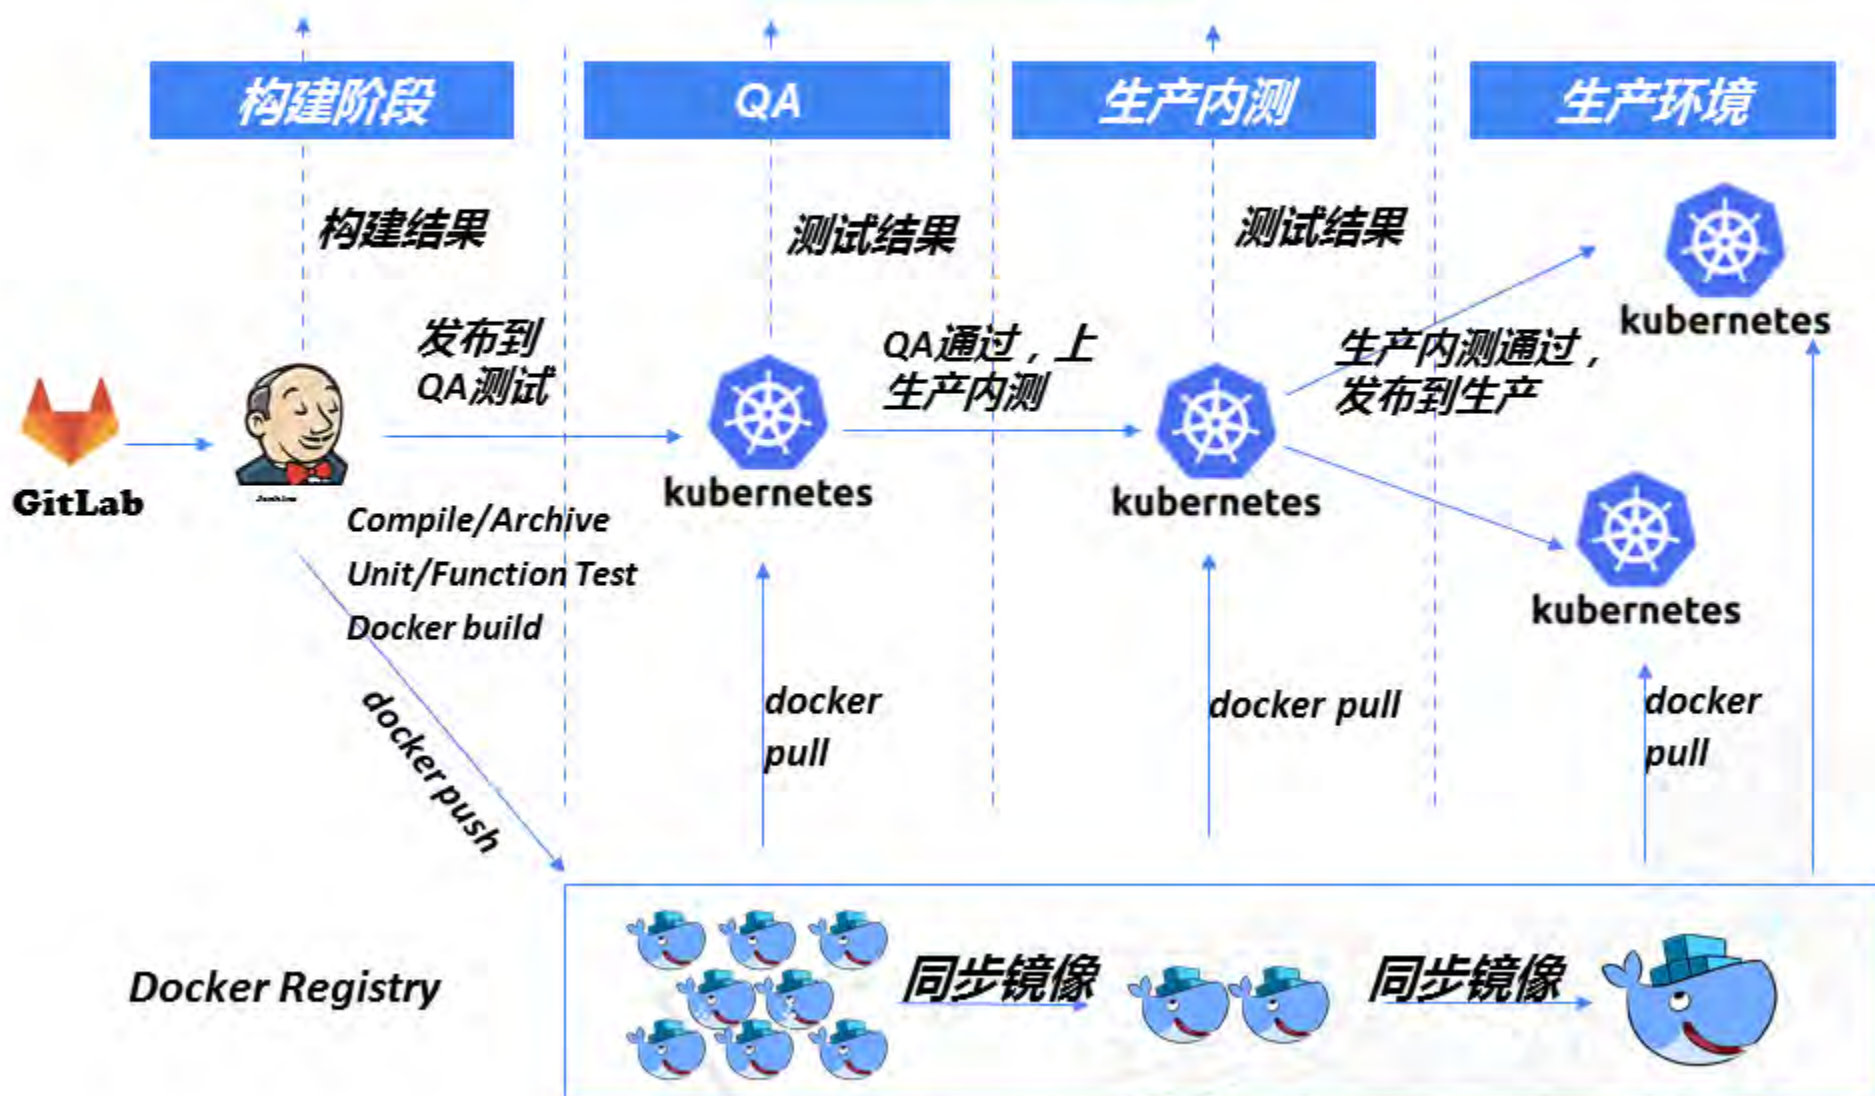 构建阶段
QA
生产内测
生产环境
构建结果
测试结果
测试结果
kubernetes
发布到
QA测试
QA通过，上
生产内测
生产内测通过，
发布到生产
GitLab
Jenkins
kubernetes
kubernetes
Compile/Archive
Unit/Function Test
Docker build
kubernetes
docker push
docker
pull
docker pull
docker
pull
Docker Registry
同步镜像
同步镜像